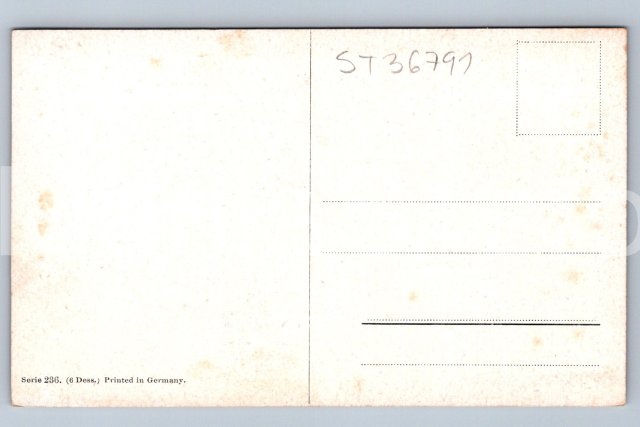 ST36791
Serie 236. (6 Dess.) Printed in Germany.